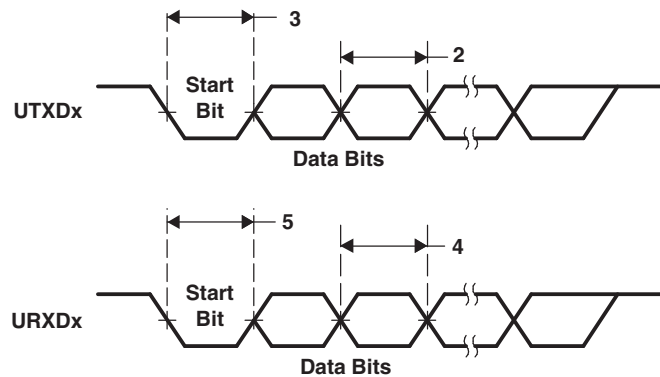 3
2
Start
Bit
UTXDx
Data Bits
5
4
Start
Bit
URXDx
Data Bits